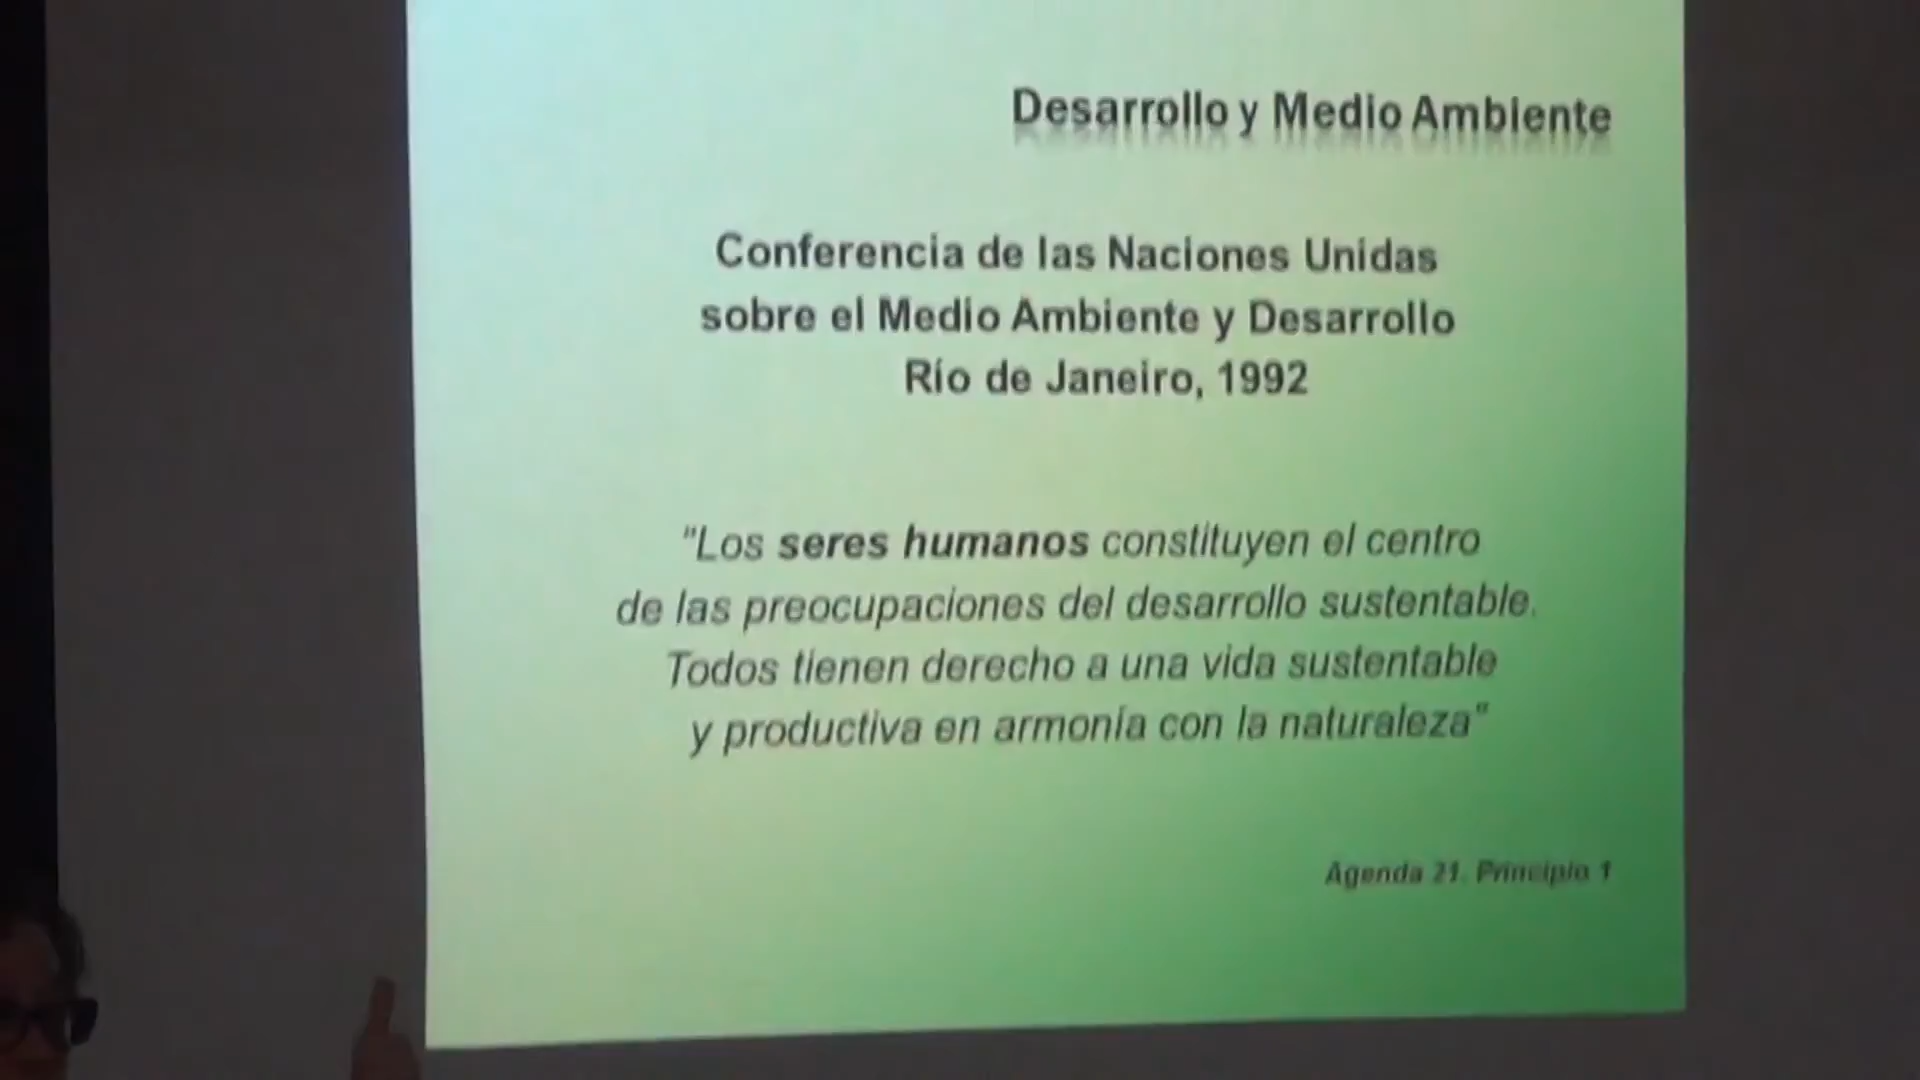 Desarrollo y Medio Ambiente
Conferencia de las Naciones Unidas
sobre el Medio Ambiente y Desarrollo
Río de Janeiro, 1992
"Los seres humanos constituyen el centro
de las preocupaciones del desarrollo sustentable.
Todos tienen derecho a una vida sustentable
y productiva en armonía con la naturaleza"
Agenda 21. Principio 1